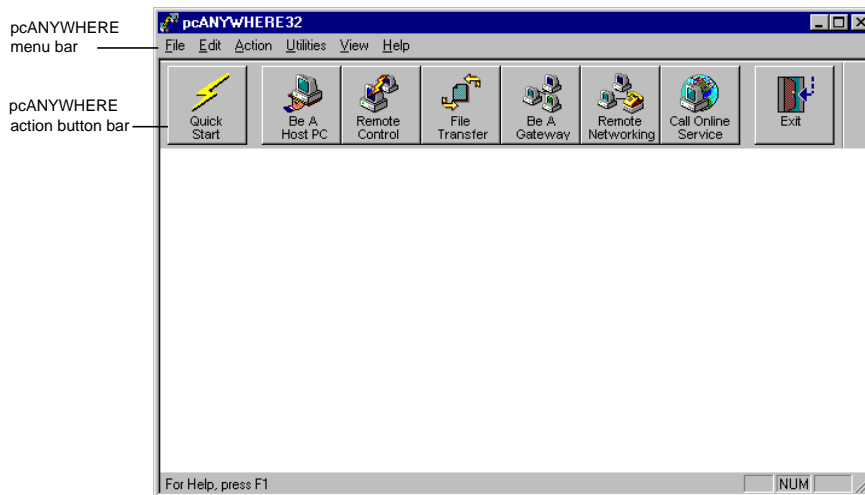 pcANYWHERE
menu bar
pcANYWHERE
action button bar
pcANYWHERE32
File Edit Action Utilities View Help
Quick
Start
Be A
Host PC
Remote
Control
File
Transfer
Be A
Gateway
Remote
Networking
Call Online
Service
Exit
For Help, press F1
NUM